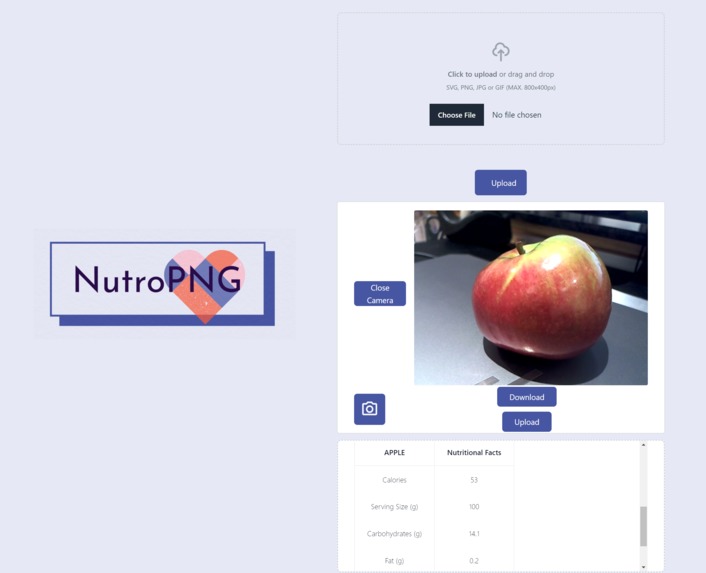 NutroPNG
Click to upload or drag and drop
SVG, PNG, JPG or GIF (MAX. 800x400px)
Choose File No file chosen
Upload
Close
Camera
Download
Upload
APPLE Nutritional Facts
Calories 53
Serving Size (g) 100
Carbohydrates (g) 14.1
Fat (g) 0.2